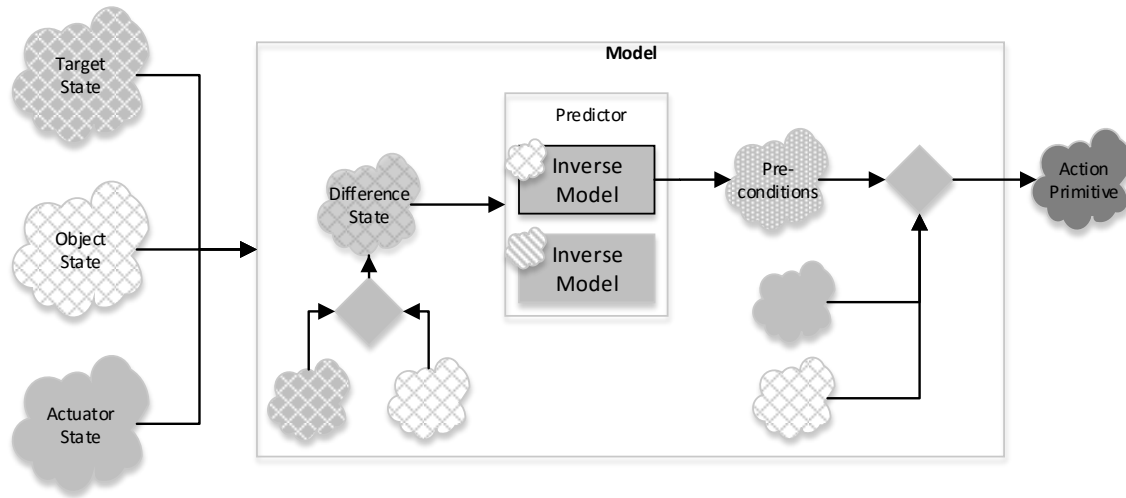 Model
Target
State
Object
State
Actuator
State
Difference
State
Predictor
Inverse
Model
Inverse
Model
Pre-
conditions
Action
Primitive